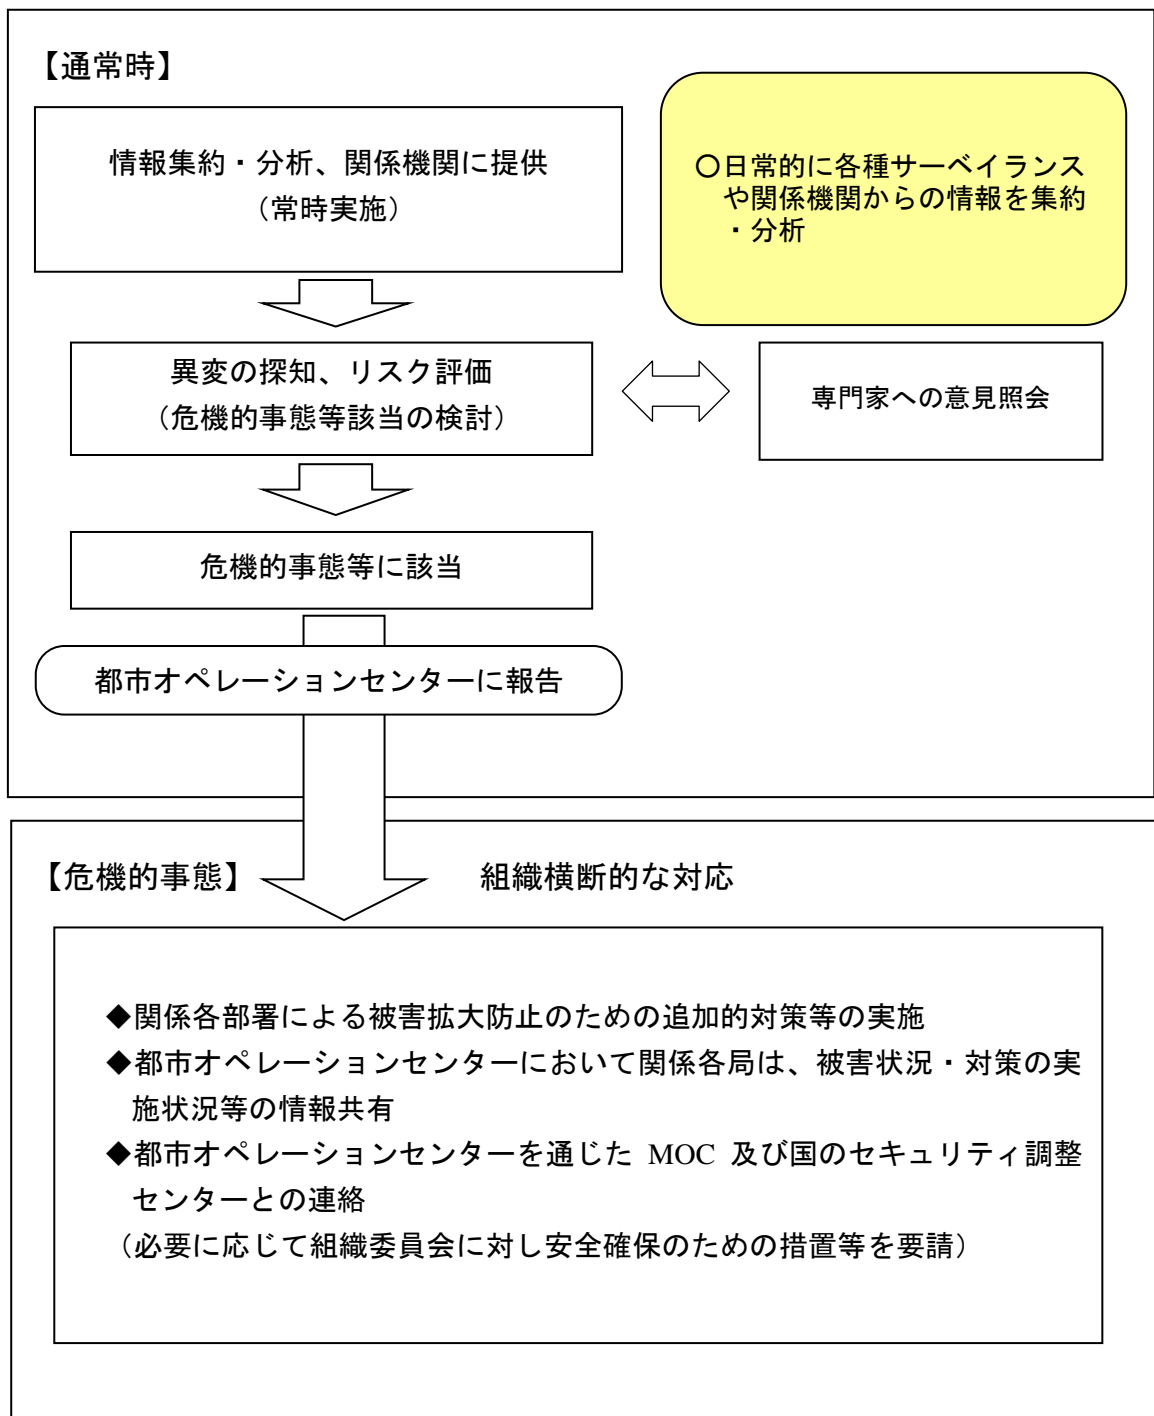 【通常時】
情報集約・分析、関係機関に提供
（常時実施）
〇日常的に各種サーベイランス
や関係機関からの情報を集約
・分析
異変の探知、リスク評価
（危機的事態等該当の検討）
専門家への意見照会
危機的事態等に該当
都市オペレーションセンターに報告
【危機的事態】
組織横断的な対応
◆関係各部署による被害拡大防止のための追加的対策等の実施
◆都市オペレーションセンターにおいて関係各局は、被害状況・対策の実
施状況等の情報共有
◆都市オペレーションセンターを通じた MOC 及び国のセキュリティ調整
センターとの連絡
（必要に応じて組織委員会に対し安全確保のための措置等を要請）